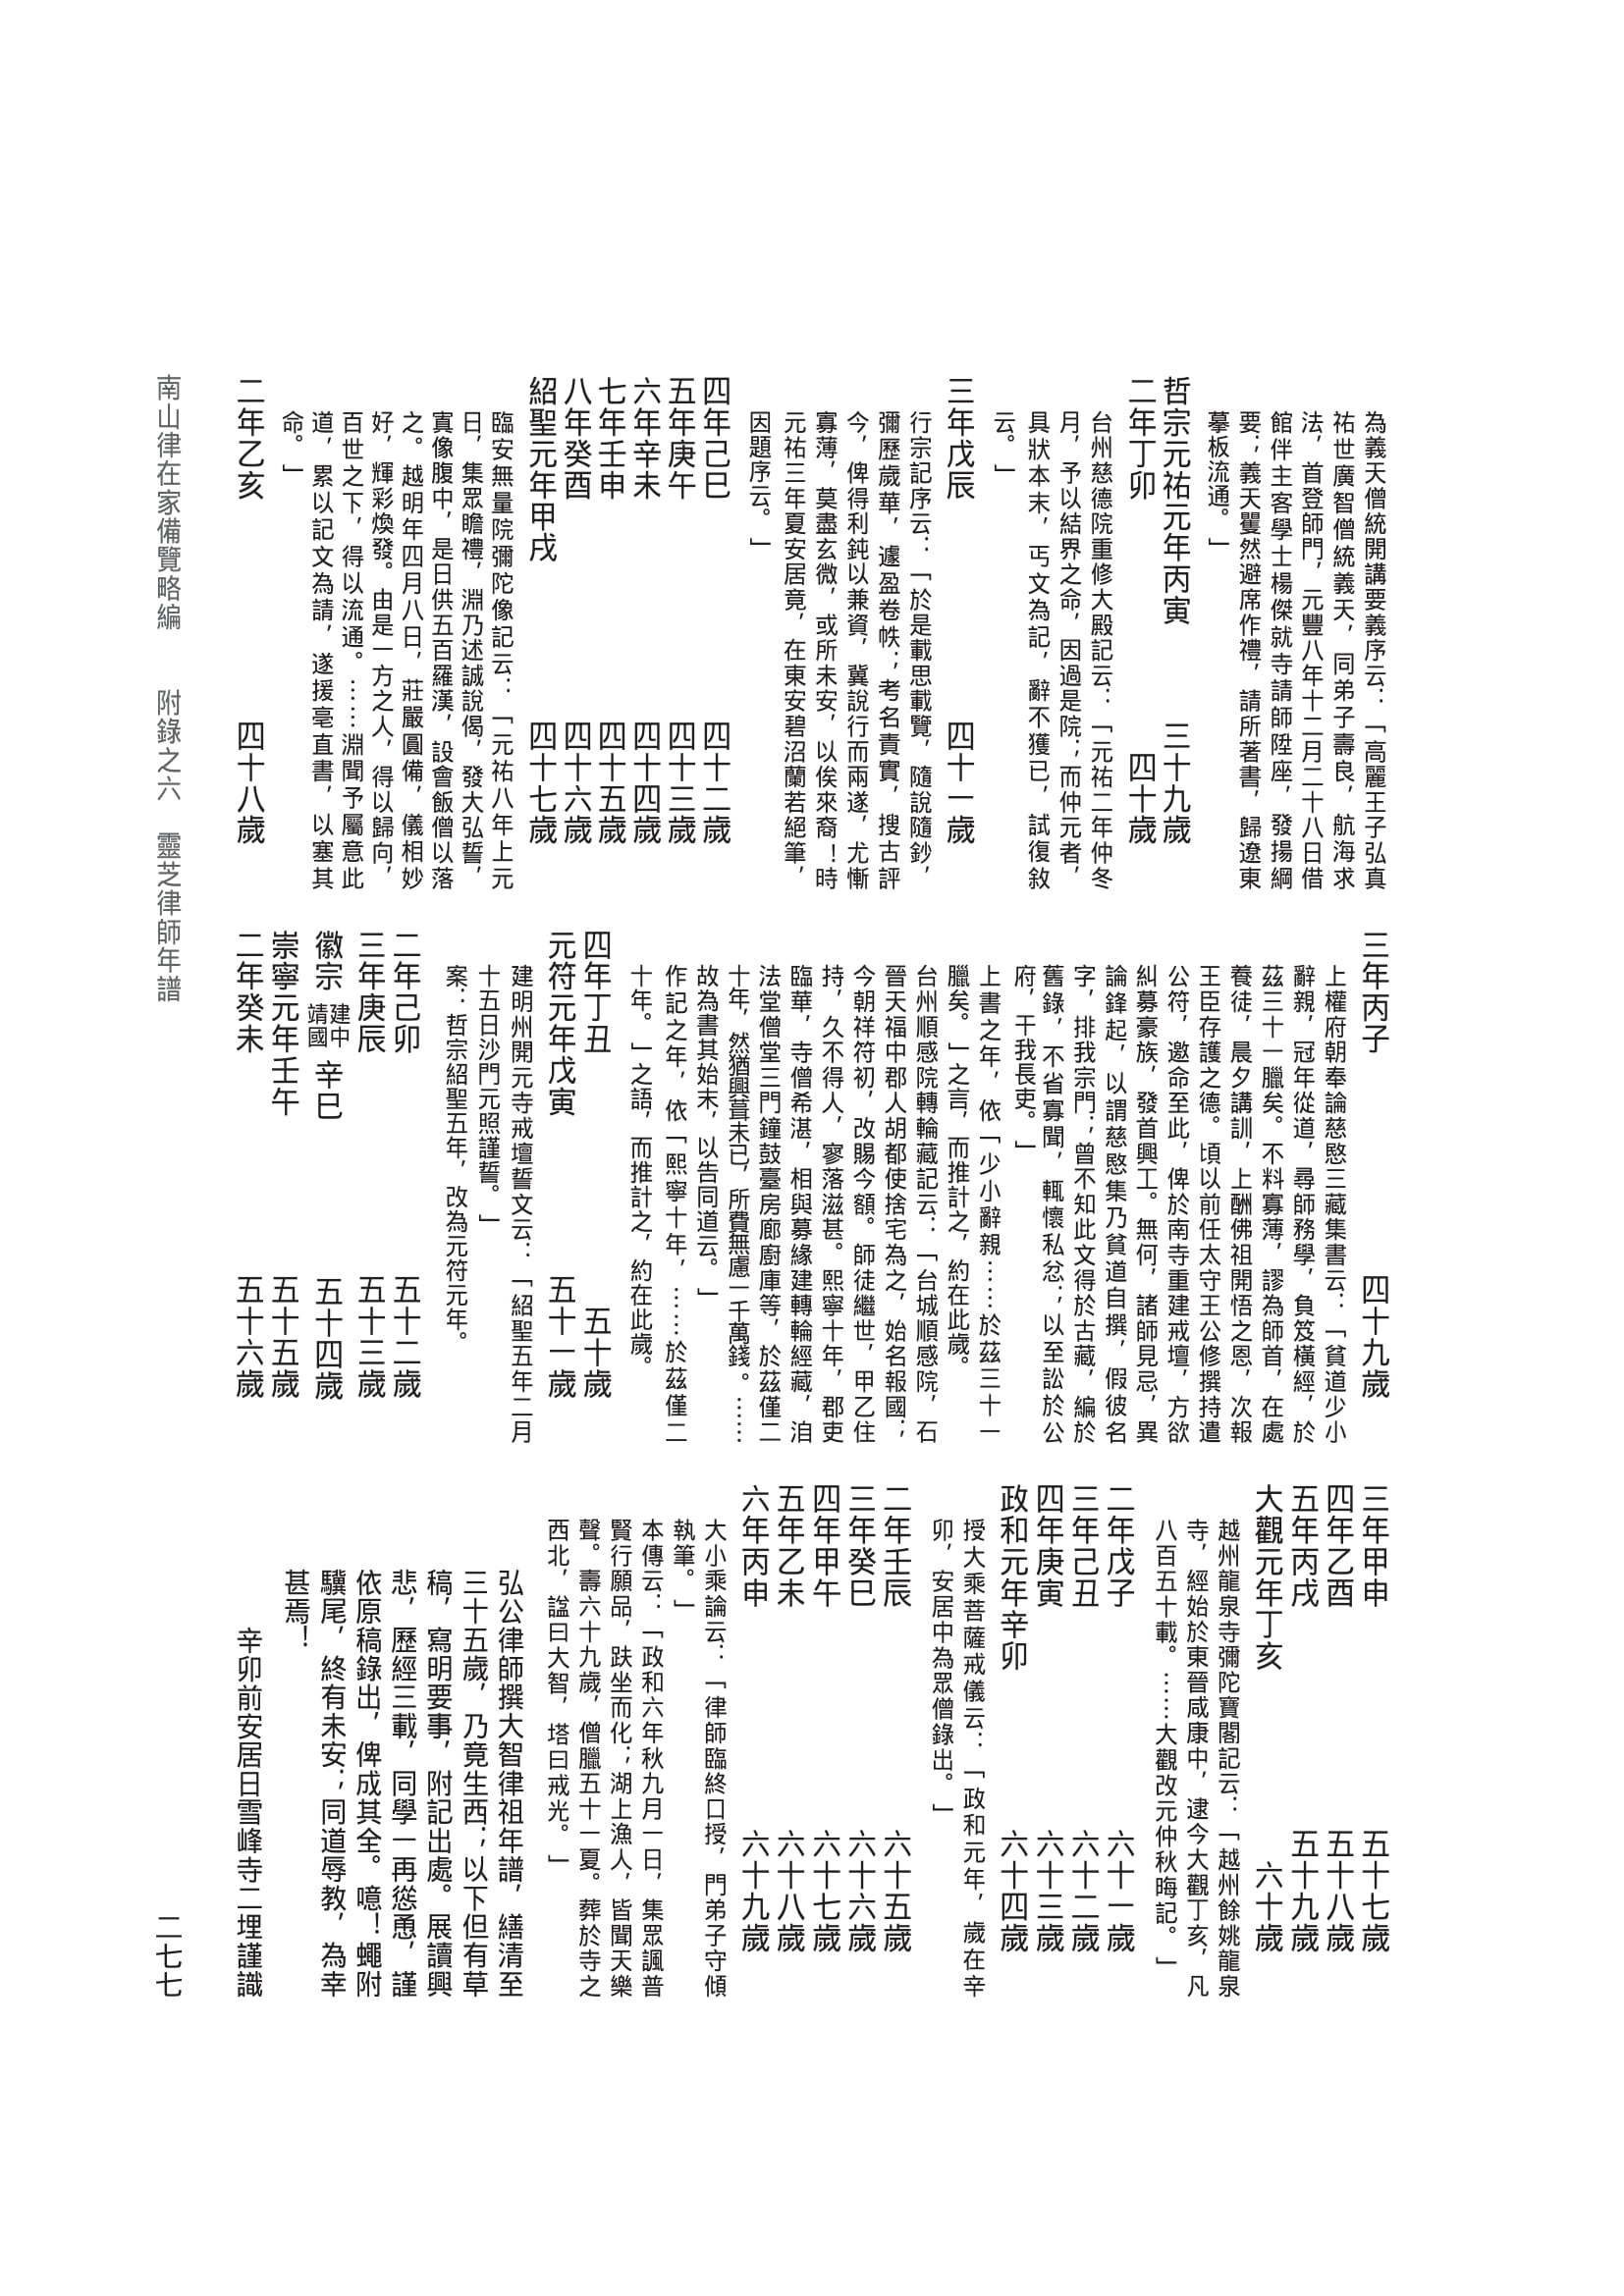 為義天僧統開講要義序云：「高麗王子弘真
祐世廣智僧統義天，同弟子壽良，航海求
法，首登師門，元豐八年十二月二十八日借
館伴主客學士楊傑就寺請師陞座，發揚綱
要；義天矍然避席作禮，請所著書，歸遼東
摹板流通。」
哲宗元祐元年丙寅　三十九歲
二年丁卯　四十歲
台州慈德院重修大殿記云：「元祐二年仲冬
月，予以結界之命，因過是院；而仲元者，
具狀本末，丐文為記，辭不獲已，試復敘
云。」
三年戊辰　四十一歲
行宗記序云：「於是載思載覽，隨說隨鈔，
彌歷歲華，遽盈卷帙；考名責實，搜古評
今，俾得利鈍以兼資，冀說行而兩遂，尤慚
寡薄，莫盡玄微，或所未安，以俟來裔！時
元祐三年夏安居竟，在東安碧沼蘭若絕筆，
因題序云。」
四年己巳　四十二歲
五年庚午　四十三歲
六年辛未　四十四歲
七年壬申　四十五歲
八年癸酉　四十六歲
紹聖元年甲戌　四十七歲
臨安無量院彌陀像記云：「元祐八年上元
日，集眾瞻禮，淵乃述誠說偈，發大弘誓，
寘像腹中，是日供五百羅漢，設會飯僧以落
之。越明年四月八日，莊嚴圓備，儀相妙
好，輝彩煥發。由是一方之人，得以歸向，
百世之下，得以流通。……淵聞予屬意此
道，累以記文為請，遂援毫直書，以塞其
命。」
二年乙亥　四十八歲
三年丙子　四十九歲
上權府朝奉論慈愍三藏集書云：「貧道少小
辭親，冠年從道，尋師務學，負笈橫經，於
茲三十一臘矣。不料寡薄，謬為師首，在處
養徒，晨夕講訓，上酬佛祖開悟之恩，次報
王臣存護之德。頃以前任太守王公修撰持遣
公符，邀命至此，俾於南寺重建戒壇，方欲
糾募豪族，發首興工。無何，諸師見忌，異
論鋒起，以謂慈愍集乃貧道自撰，假彼名
字，排我宗門；曾不知此文得於古藏，編於
舊錄，不省寡聞，輒懷私忿；以至訟於公
府，干我長吏。」
上書之年，依「少小辭親……於茲三十一
臘矣。」之言，而推計之，約在此歲。
台州順感院轉輪藏記云：「台城順感院，石
晉天福中郡人胡都使捨宅為之，始名報國；
今朝祥符初，改賜今額。師徒繼世，甲乙住
持，久不得人，寥落滋甚。熙寧十年，郡吏
臨華，寺僧希湛，相與募緣建轉輪經藏，洎
法堂僧堂三門鐘鼓臺房廊廚庫等，於茲僅二
十年，然猶興葺未已，所費無慮一千萬錢。……
故為書其始末，以告同道云。」
作記之年，依「熙寧十年，……於茲僅二
十年。」之語，而推計之，約在此歲。
四年丁丑　五十歲
元符元年戊寅　五十一歲
建明州開元寺戒壇誓文云：「紹聖五年二月
十五日沙門元照謹誓。」
案：哲宗紹聖五年，改為元符元年。
二年己卯　五十二歲
三年庚辰　五十三歲
徽宗建中靖國辛巳　五十四歲
崇寧元年壬午　五十五歲
二年癸未　五十六歲
三年甲申　五十七歲
四年乙酉　五十八歲
五年丙戌　五十九歲
大觀元年丁亥　六十歲
越州龍泉寺彌陀寶閣記云：「越州餘姚龍泉
寺，經始於東晉咸康中，逮今大觀丁亥，凡
八百五十載。……大觀改元仲秋晦記。」
二年戊子　六十一歲
三年己丑　六十二歲
四年庚寅　六十三歲
政和元年辛卯　六十四歲
授大乘菩薩戒儀云：「政和元年，歲在辛
卯，安居中為眾僧錄出。」
二年壬辰　六十五歲
三年癸巳　六十六歲
四年甲午　六十七歲
五年乙未　六十八歲
六年丙申　六十九歲
大小乘論云：「律師臨終口授，門弟子守傾
執筆。」
本傳云：「政和六年秋九月一日，集眾諷普
賢行願品，趺坐而化；湖上漁人，皆聞天樂
聲。壽六十九歲，僧臘五十一夏。葬於寺之
西北，諡曰大智，塔曰戒光。」
弘公律師撰大智律祖年譜，繕清至
三十五歲，乃竟生西；以下但有草
稿，寫明要事，附記出處。展讀興
悲，歷經三載，同學一再慫恿，謹
依原稿錄出，俾成其全。噫！蠅附
驥尾，終有未安；同道辱教，為幸
甚焉！
辛卯前安居日雪峰寺二埋謹識
南山律在家備覽略編　附錄之六　靈芝律師年譜
二七七